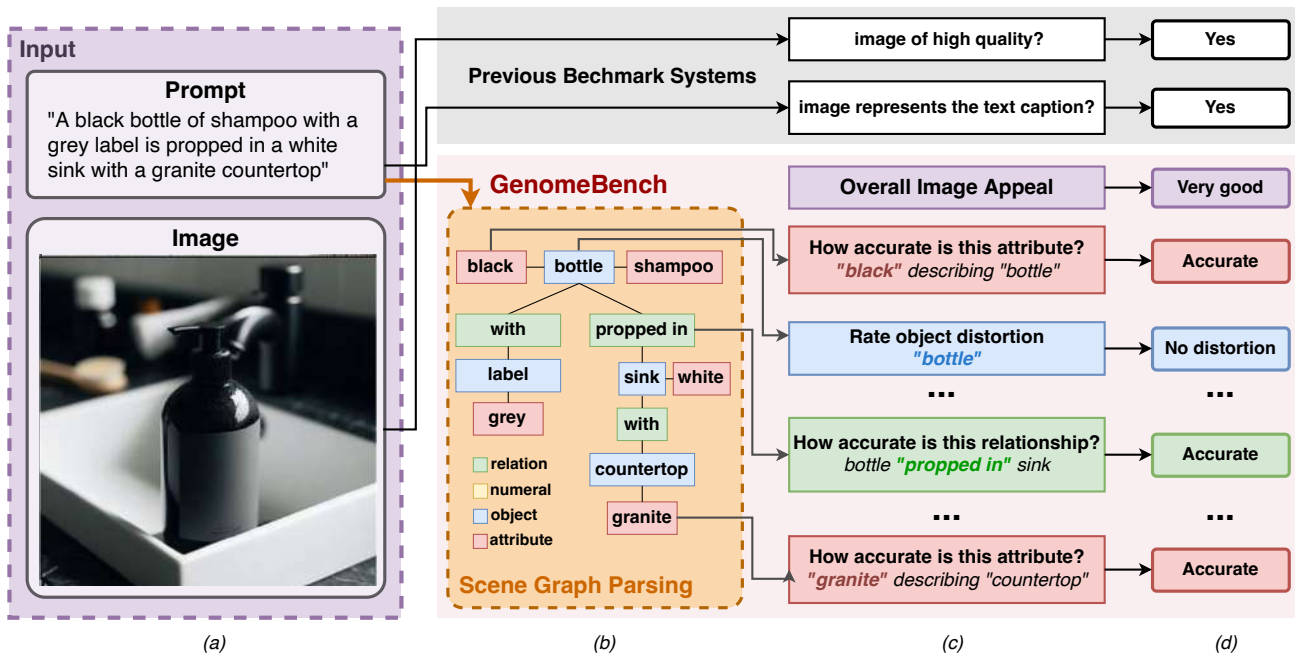 Input
Prompt
"A black bottle of shampoo with a
grey label is propped in a white
sink with a granite countertop"
Image
Previous Bechmark Systems
image of high quality?
Yes
image represents the text caption?
Yes
GenomeBench
black
bottle
shampoo
with
propped in
label
sink
white
grey
with
countertop
granite
relation
numeral
object
attribute
Scene Graph Parsing
Overall Image Appeal
Very good
How accurate is this attribute?
"black" describing "bottle"
Accurate
Rate object distortion
"bottle"
No distortion
...
...
How accurate is this relationship?
bottle "propped in" sink
Accurate
...
...
How accurate is this attribute?
"granite" describing "countertop"
Accurate
(a)
(b)
(c)
(d)